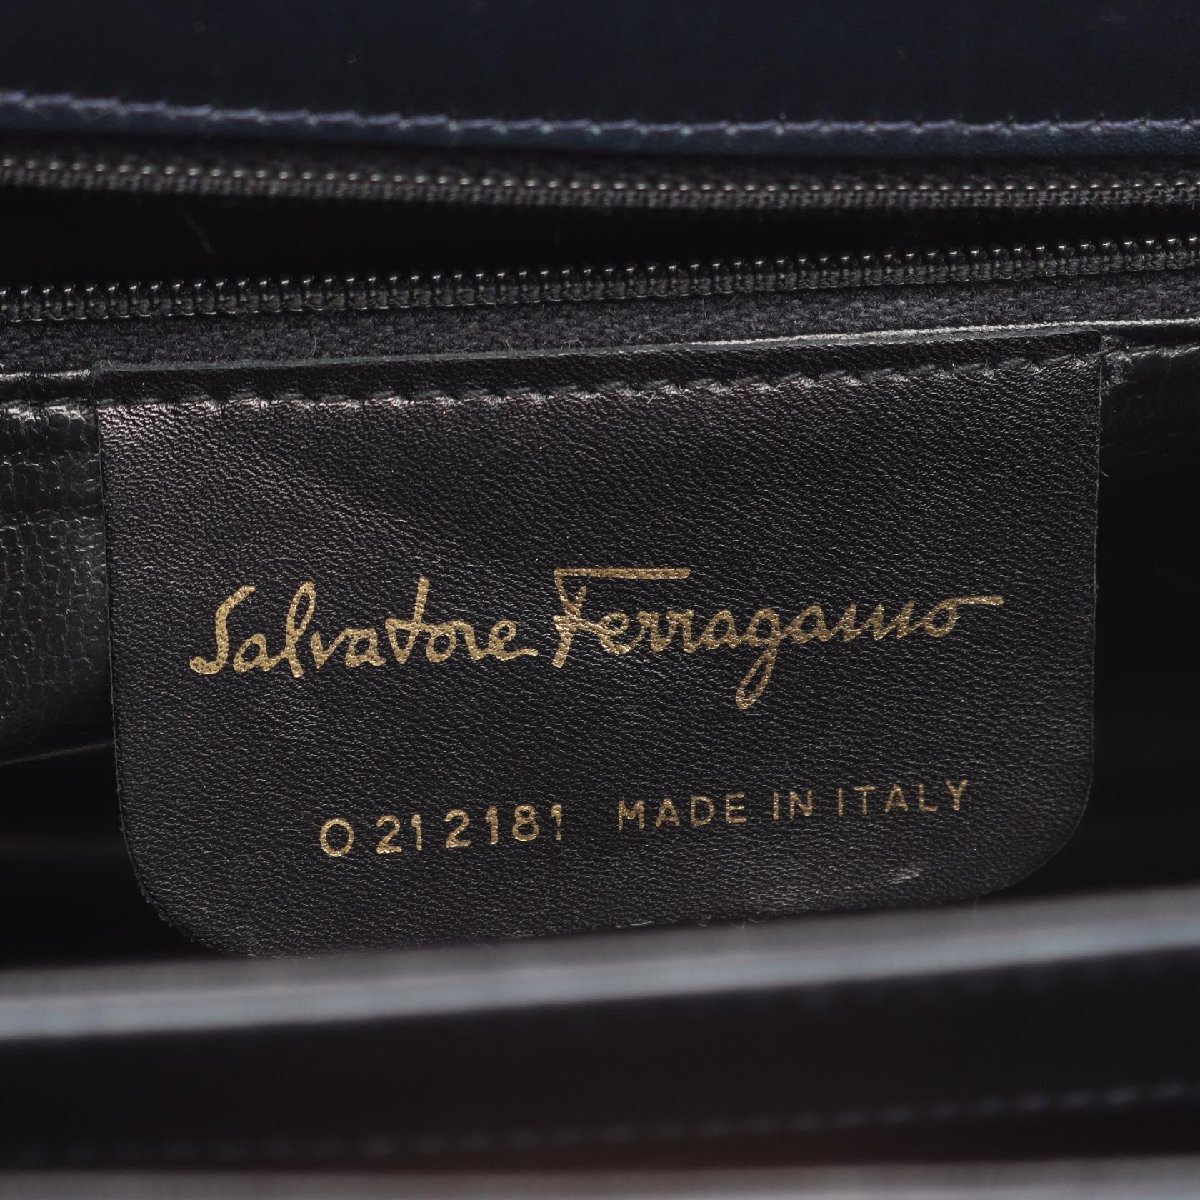 Salvatore Ferragamo
O 21 2181 MADE IN ITALY